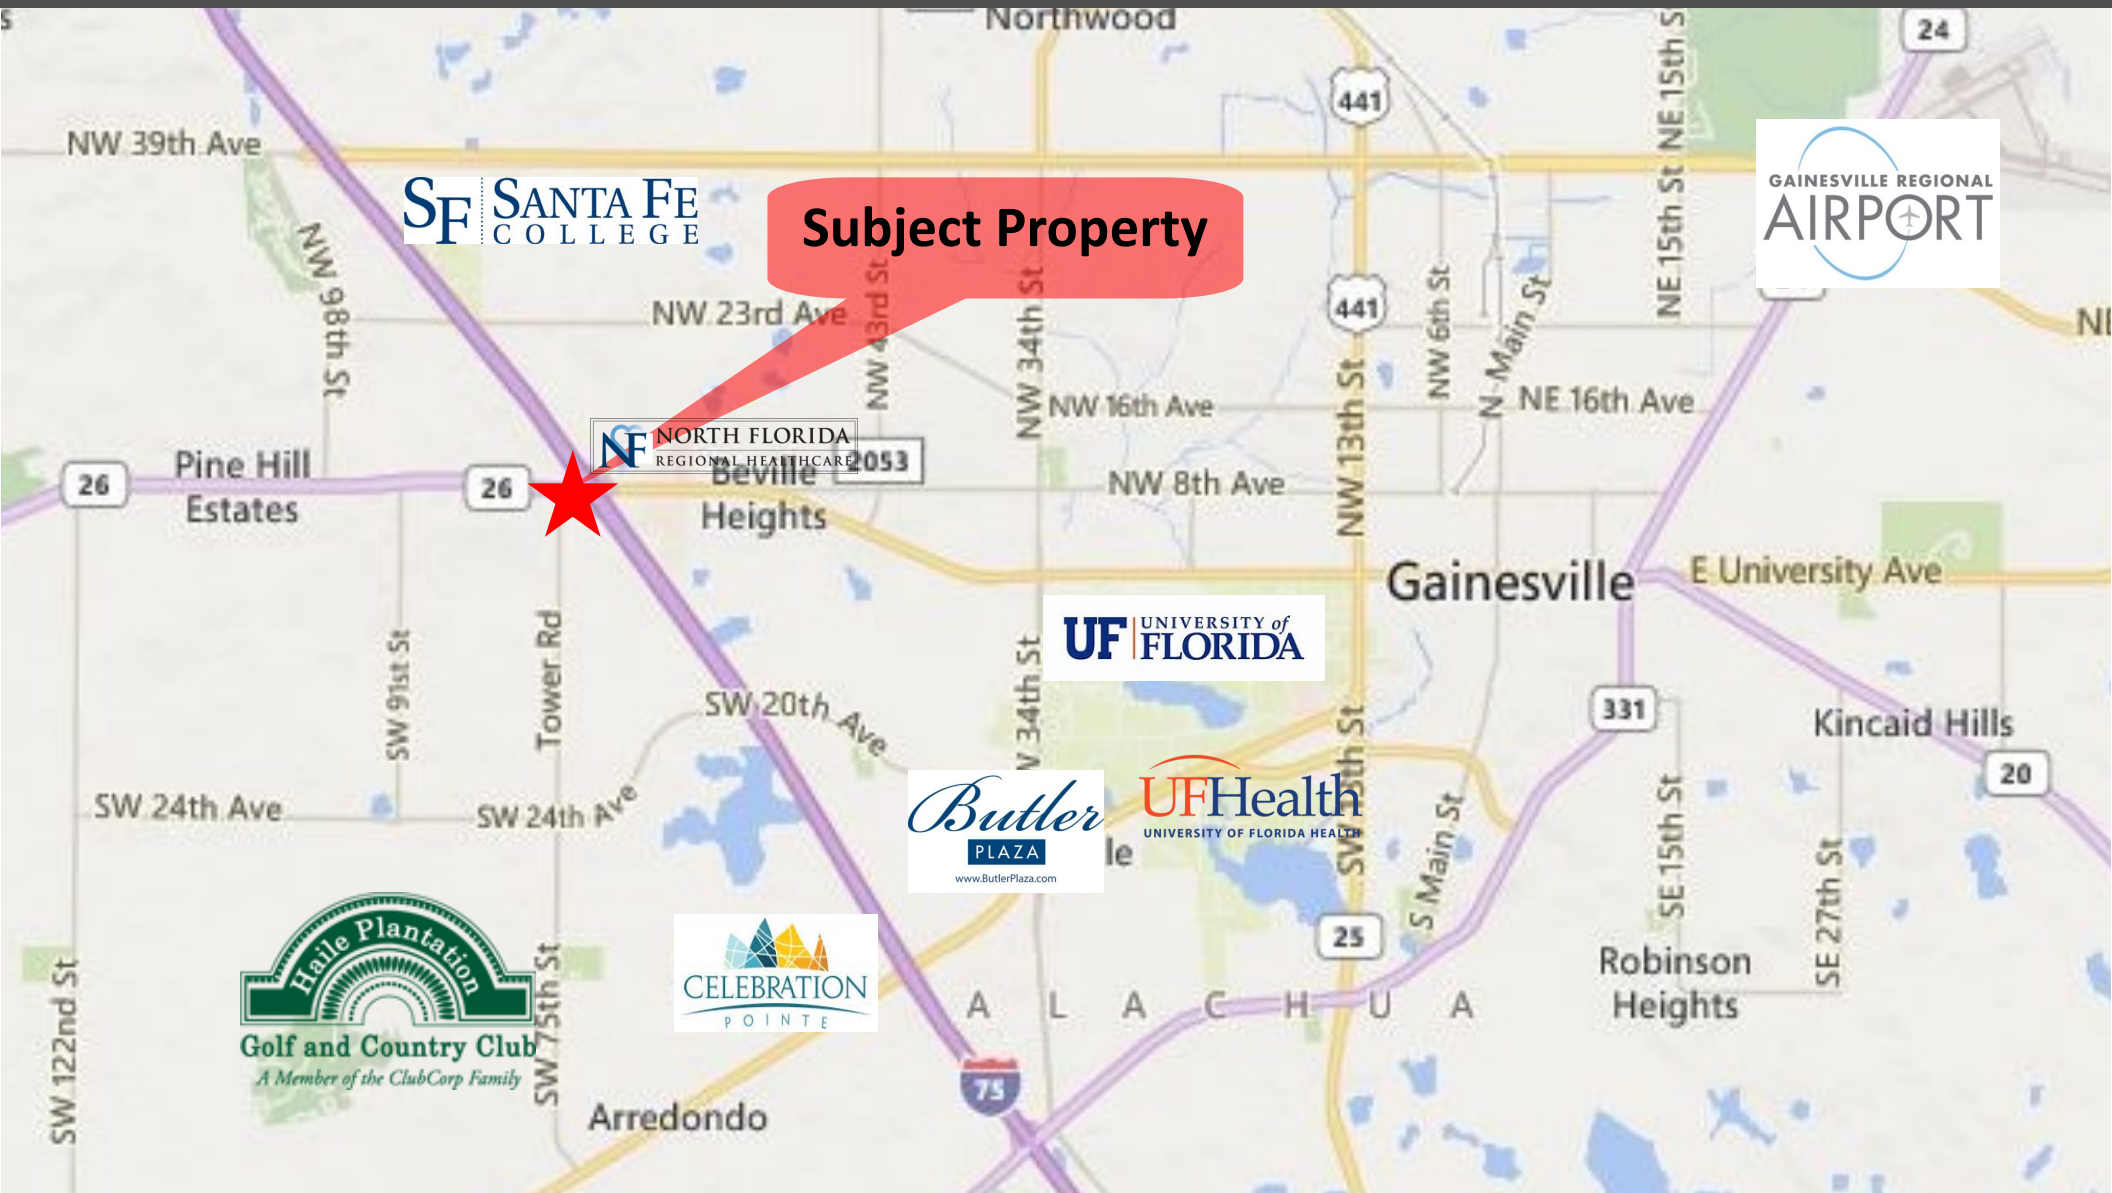 Northwood
24
441
NW 39th Ave
NE 15th St
NE 15th S
GAINESVILLE REGIONAL
AIRPORT
SF SANTA FE
COLLEGE
Subject Property
NW 98th St
NW 23rd Ave
NW 43rd St
NW 34th St
441
NW 6th St
N Main St
NE 15th St
NE
NW 16th Ave
NW 13th St
NE 16th Ave
NF NORTH FLORIDA
REGIONAL HEALTHCARE
2053
Pine Hill
Estates
26
26
Beville
Heights
NW 8th Ave
Gainesville
E University Ave
UF UNIVERSITY of
FLORIDA
SW 91st St
Tower Rd
SW 20th Ave
34th St
SW 13th St
331
Kincaid Hills
20
SW 24th Ave
SW 24th Ave
Butler
PLAZA
www.ButlerPlaza.com
le
UFHealth
UNIVERSITY OF FLORIDA HEALTH
S Main St
SE 15th St
SE 27th St
Haile Plantation
Golf and Country Club
A Member of the ClubCorp Family
SW 122nd St
SW 75th St
CELEBRATION
POINTE
25
ALACHUA
Robinson
Heights
75
Arredondo